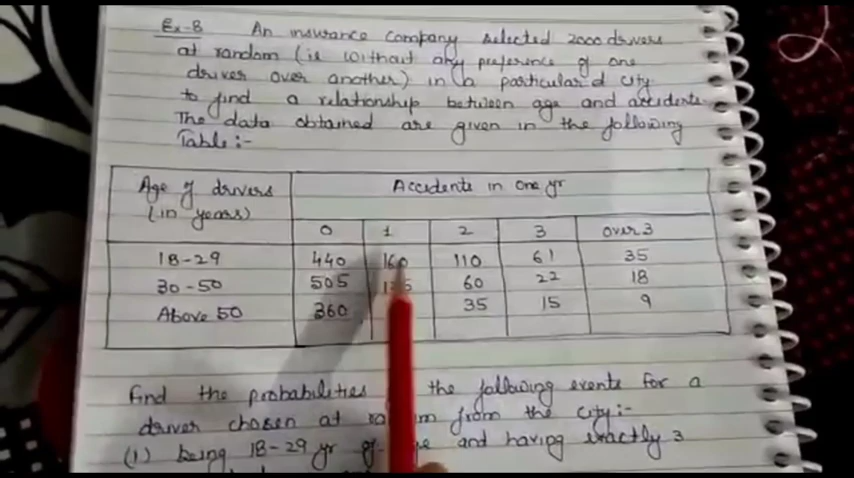 Ex-8 An insurance company selected 2000 drivers
at random (ie without any preference of one
driver over another) in a particular d city
to find a relationship between age and accidents.
The data obtained are given in the following
Table:-
Age of drivers (in years) Accidents in one yr
0 1 2 3 over 3
18-29 440 160 110 61 35
30-50 505 60 22 18
Above 50 360 35 15 9
Find the probabilities the following events for a
driver chosen at from the city:-
(1) being 18-29 yr of and having exactly 3